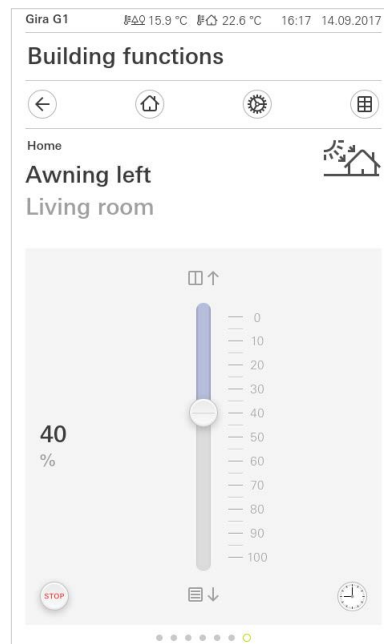 Gira G1 15.9 °C 22.6 °C 16:17 14.09.2017
Building functions
Home
Awning left
Living room
0
10
20
30
40
50
60
70
80
90
100
40
%
STOP